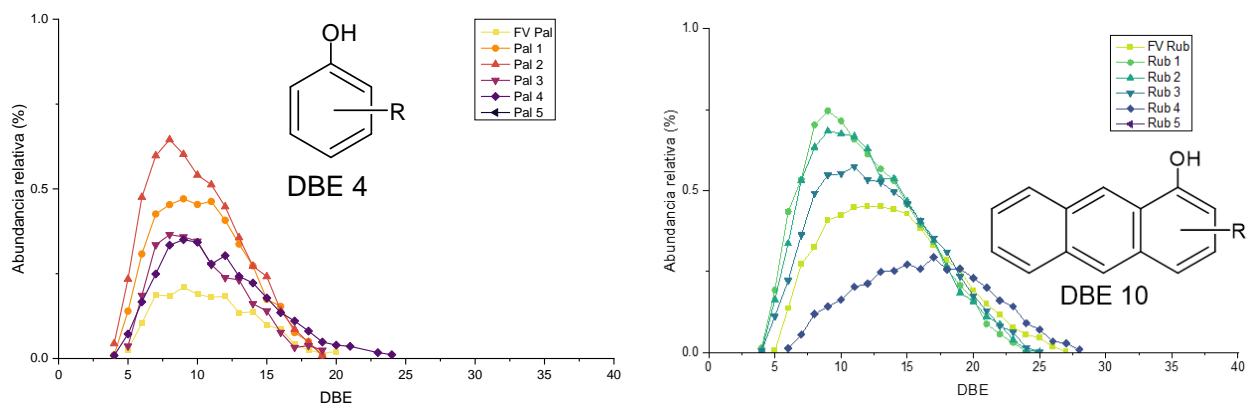 1.0
0.5
0.0
Abundancia relativa (%)
0 5 10 15 20 25 30 35 40
DBE
OH
R
DBE 4
FV Pal
Pal 1
Pal 2
Pal 3
Pal 4
Pal 5
1.0
0.5
0.0
Abundancia relativa (%)
0 5 10 15 20 25 30 35 40
DBE
FV Rub
Rub 1
Rub 2
Rub 3
Rub 4
Rub 5
OH
R
DBE 10